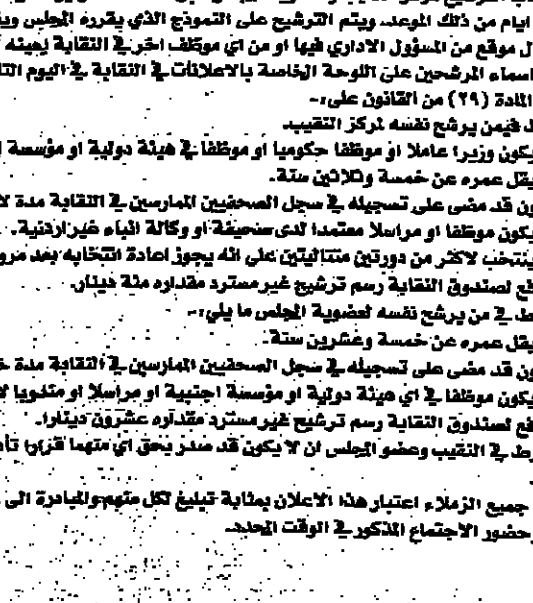 ايام من ذلك الموعد. ويتم الترشيح على النموذج الذي يقرره المجلس
ل موقع من المسؤول الاداري فيها او من اي موظف اخر في النقابة يعينه
اسماء المرشحين على اللوحة الخاصة بالاعلانات في النقابة في اليوم
المادة (٢٩) من القانون على:-
فيمن يرشح نفسه لمركز النقيب.
يكون وزيرا عاملا او موظفا حكوميا او موظفا في هيئة دولية او مؤسسة
يقل عمره عن خمسة وثلاثين سنة.
ون قد مضى على تسجيله في سجل الصحفيين الممارسين في النقابة مدة لا
يكون موظفا او مراسلا معتمدا لدى صحيفة او وكالة انباء غير اردنية.
ينتخب لاكثر من دورتين متتاليتين على انه يجوز اعادة انتخابه بعد مرو
فع لصندوق النقابة رسم ترشيح غير مسترد مقداره مئة دينار.
ط في من يرشح نفسه لعضوية المجلس ما يلي:-
يقل عمره عن خمسة وعشرين سنة.
ون قد مضى على تسجيله في سجل الصحفيين الممارسين في النقابة مدة خ
يكون موظفا في اي هيئة دولية او مؤسسة اجنبية او مراسلا او مندوبا لا
فع لصندوق النقابة رسم ترشيح غير مسترد مقداره عشرون دينارا.
رط في النقيب وعضو المجلس ان لا يكون قد صدر بحق اي منهما قرارا تأ
جميع الزملاء اعتبار هذا الاعلان بمثابة تبليغ لكل منهم والمبادرة الى
حضور الاجتماع المذكور في الوقت المحدد.